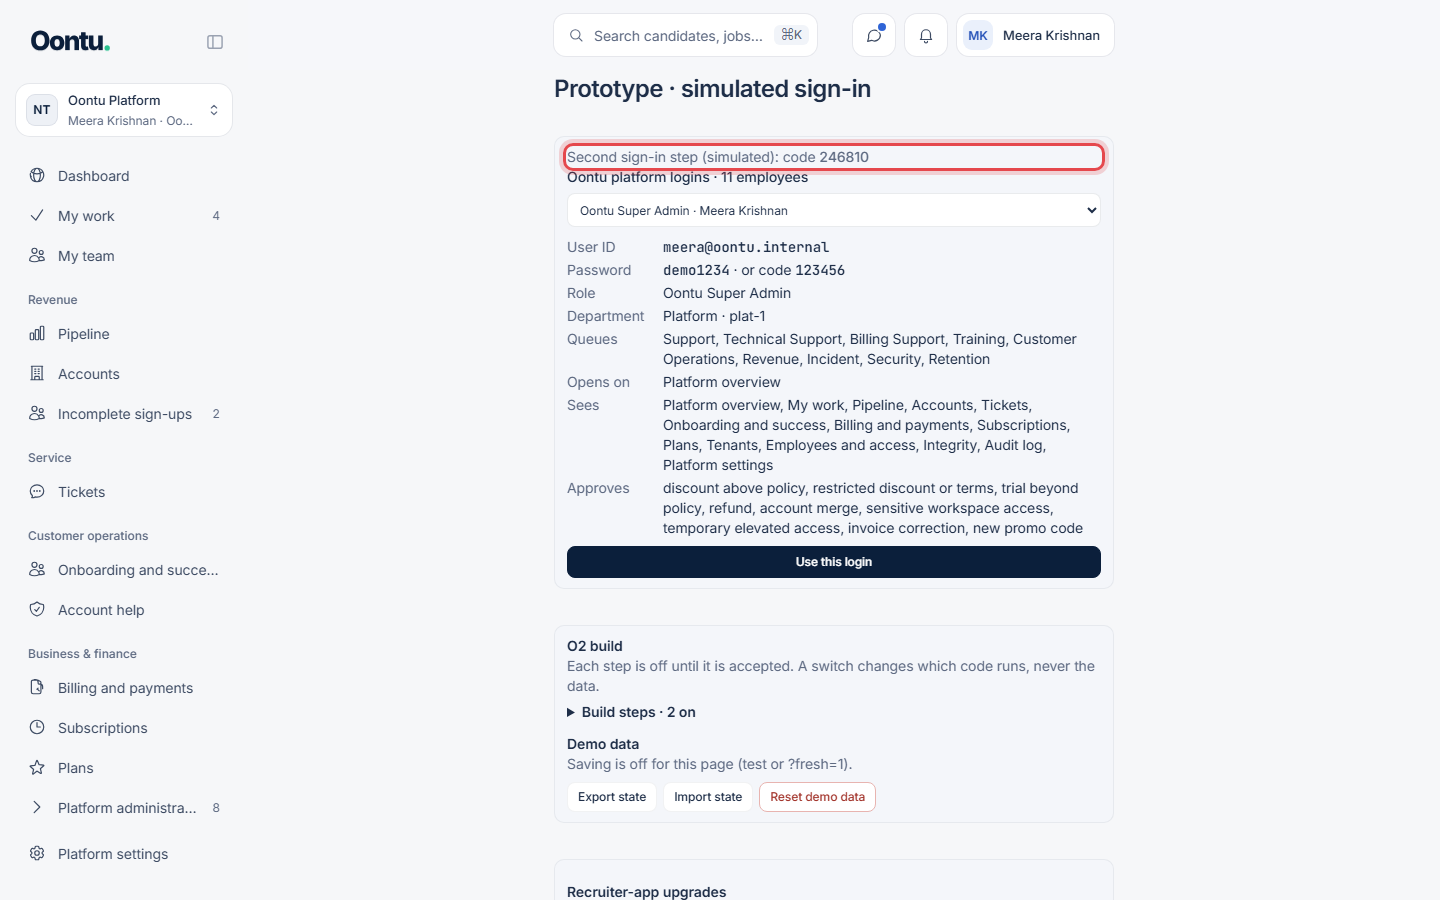 Oontu.
Search candidates, jobs... ⌘K
MK Meera Krishnan
NT
Oontu Platform
Meera Krishnan · Oo...
Dashboard
My work 4
My team
Revenue
Pipeline
Accounts
Incomplete sign-ups 2
Service
Tickets
Customer operations
Onboarding and succe...
Account help
Business & finance
Billing and payments
Subscriptions
Plans
Platform administra... 8
Platform settings
Prototype · simulated sign-in
Second sign-in step (simulated): code 246810
Oontu platform logins · 11 employees
Oontu Super Admin · Meera Krishnan
User ID meera@oontu.internal
Password demo1234 · or code 123456
Role Oontu Super Admin
Department Platform · plat-1
Queues Support, Technical Support, Billing Support, Training, Customer
Operations, Revenue, Incident, Security, Retention
Opens on Platform overview
Sees Platform overview, My work, Pipeline, Accounts, Tickets,
Onboarding and success, Billing and payments, Subscriptions,
Plans, Tenants, Employees and access, Integrity, Audit log,
Platform settings
Approves discount above policy, restricted discount or terms, trial beyond
policy, refund, account merge, sensitive workspace access,
temporary elevated access, invoice correction, new promo code
Use this login
O2 build
Each step is off until it is accepted. A switch changes which code runs, never the
data.
Build steps · 2 on
Demo data
Saving is off for this page (test or ?fresh=1).
Export state Import state Reset demo data
Recruiter-app upgrades